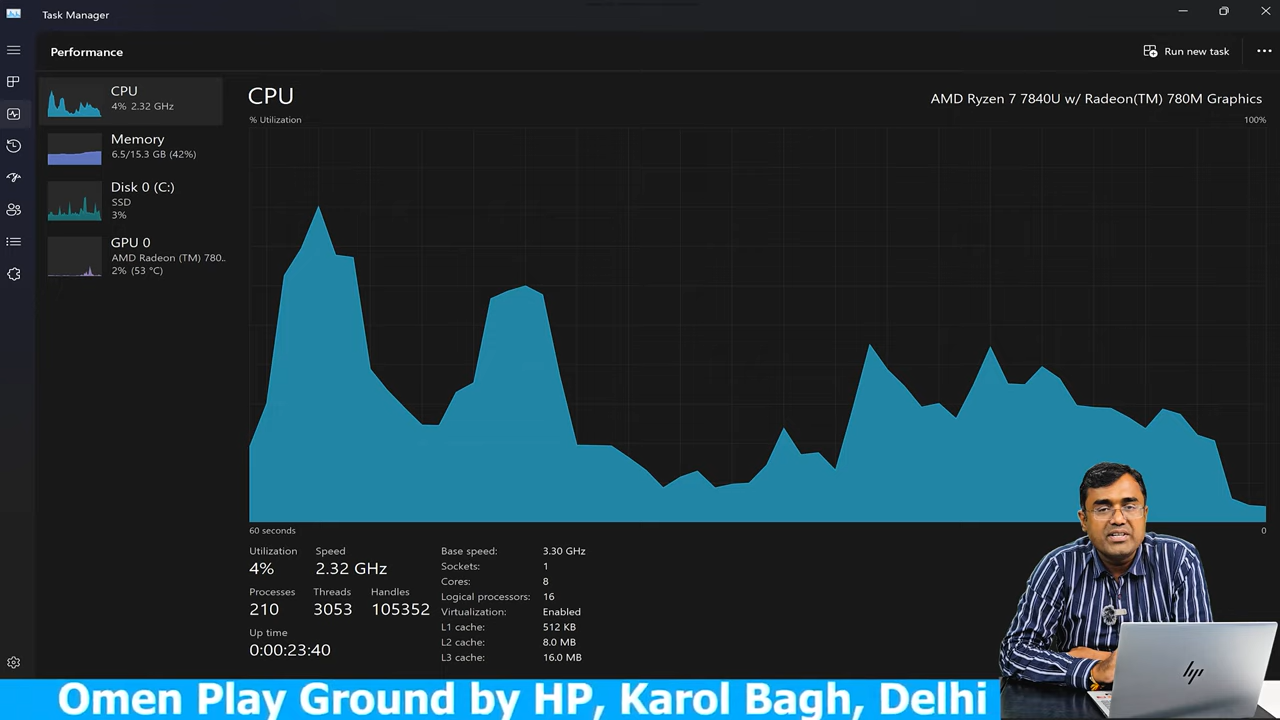 Task Manager
Performance
Run new task
CPU
4% 2.32 GHz
Memory
6.5/15.3 GB (42%)
Disk 0 (C:)
SSD
3%
GPU 0
AMD Radeon (TM) 780..
2% (53 °C)
CPU
AMD Ryzen 7 7840U w/ Radeon(TM) 780M Graphics
% Utilization
100%
60 seconds
0
Utilization
Speed
4%
2.32 GHz
Processes
Threads
Handles
210
3053
105352
Up time
0:00:23:40
Base speed: 3.30 GHz
Sockets: 1
Cores: 8
Logical processors: 16
Virtualization: Enabled
L1 cache: 512 KB
L2 cache: 8.0 MB
L3 cache: 16.0 MB
hp
Omen Play Ground by HP, Karol Bagh, Delhi